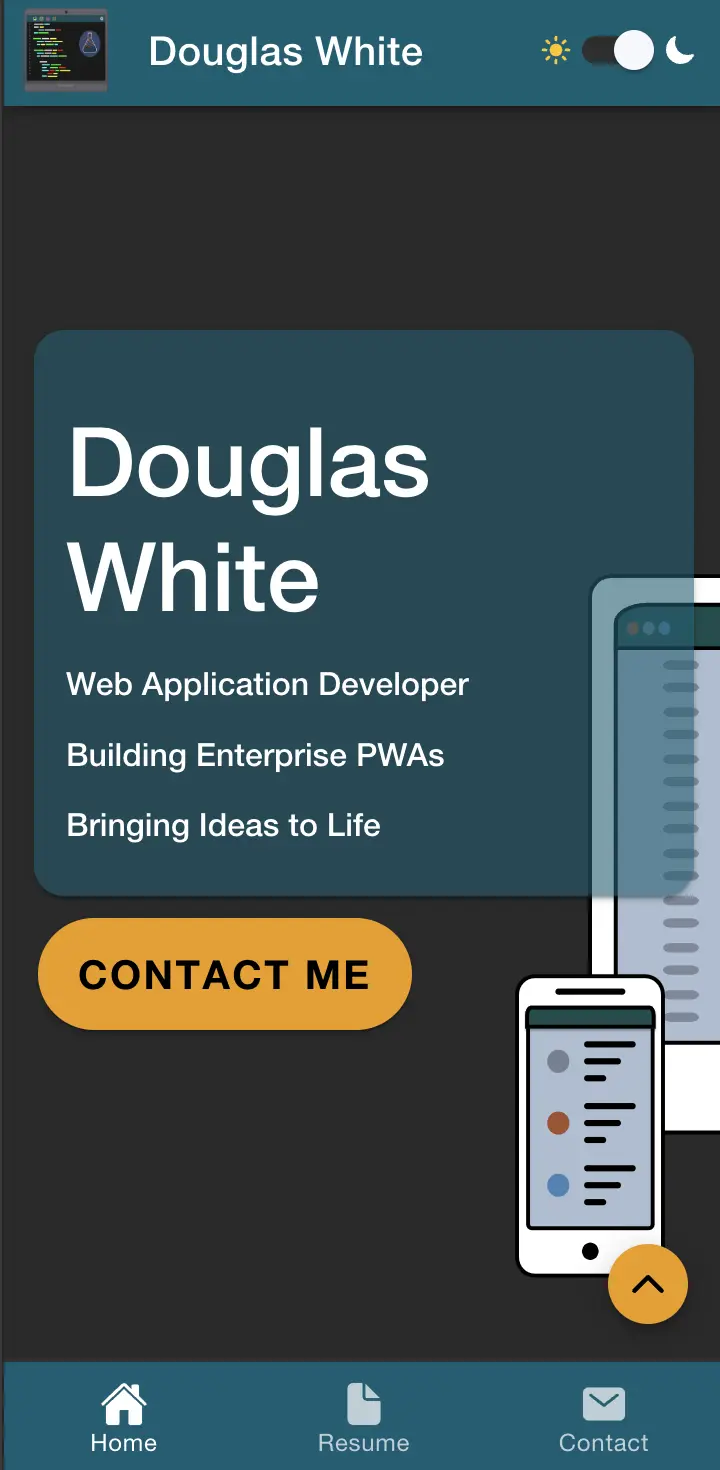 Douglas White
Douglas
White
Web Application Developer
Building Enterprise PWAs
Bringing Ideas to Life
CONTACT ME
Home
Resume
Contact